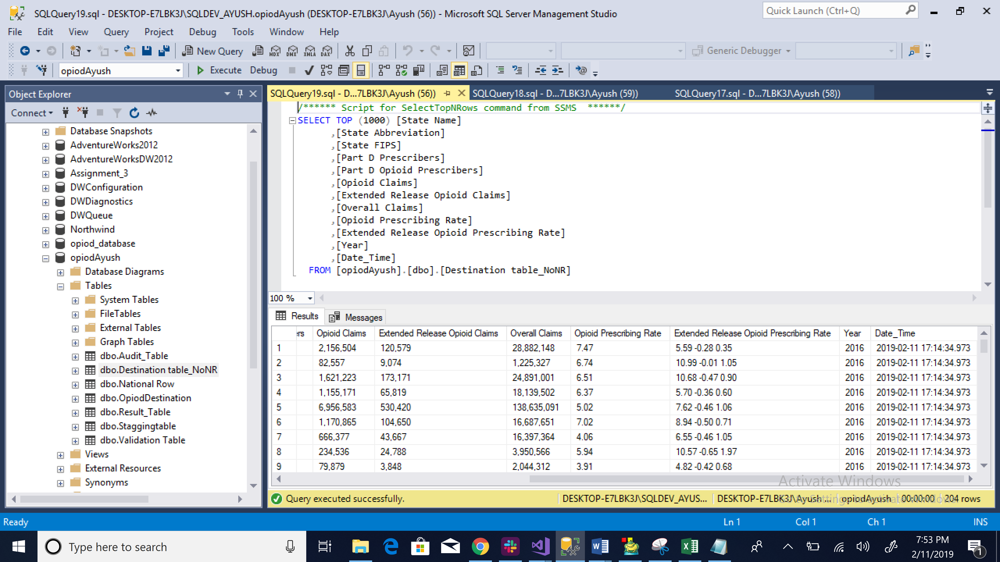 SQLQuery19.sql - DESKTOP-E7LBK3J\SQLDEV_AYUSH.opiodAyush (DESKTOP-E7LBK3J\Ayush (56)) - Microsoft SQL Server Management Studio
Quick Launch (Ctrl+Q)
File Edit View Query Project Debug Tools Window Help
New Query MDX DMX XMLA DAX Generic Debugger
opiodAyush Execute Debug
Object Explorer
Connect
Database Snapshots
AdventureWorks2012
AdventureWorksDW2012
Assignment_3
DWConfiguration
DWDiagnostics
DWQueue
Northwind
opiod_database
opiodAyush
Database Diagrams
Tables
System Tables
FileTables
External Tables
Graph Tables
dbo.Audit_Table
dbo.Destination table_NoNR
dbo.National Row
dbo.OpiodDestination
dbo.Result_Table
dbo.Staggingtable
dbo.Validation Table
Views
External Resources
Synonyms
SQLQuery19.sql - D...7LBK3J\Ayush (56)) SQLQuery18.sql - D...7LBK3J\Ayush (59)) SQLQuery17.sql - D...7LBK3J\Ayush (58))
/****** Script for SelectTopNRows command from SSMS ******/
SELECT TOP (1000) [State Name]
,[State Abbreviation]
,[State FIPS]
,[Part D Prescribers]
,[Part D Opioid Prescribers]
,[Opioid Claims]
,[Extended Release Opioid Claims]
,[Overall Claims]
,[Opioid Prescribing Rate]
,[Extended Release Opioid Prescribing Rate]
,[Year]
,[Date_Time]
FROM [opiodAyush].[dbo].[Destination table_NoNR]
100 %
Results Messages
ers Opioid Claims Extended Release Opioid Claims Overall Claims Opioid Prescribing Rate Extended Release Opioid Prescribing Rate Year Date_Time
1 2,156,504 120,579 28,882,148 7.47 5.59 -0.28 0.35 2016 2019-02-11 17:14:34.973
2 82,557 9,074 1,225,327 6.74 10.99 -0.01 1.05 2016 2019-02-11 17:14:34.973
3 1,621,223 173,171 24,891,001 6.51 10.68 -0.47 0.90 2016 2019-02-11 17:14:34.973
4 1,155,171 65,819 18,139,502 6.37 5.70 -0.36 0.60 2016 2019-02-11 17:14:34.973
5 6,956,583 530,420 138,635,091 5.02 7.62 -0.46 1.06 2016 2019-02-11 17:14:34.973
6 1,170,865 104,650 16,687,651 7.02 8.94 -0.50 0.71 2016 2019-02-11 17:14:34.973
7 666,377 43,667 16,397,364 4.06 6.55 -0.46 1.05 2016 2019-02-11 17:14:34.973
8 234,536 24,788 3,950,566 5.94 10.57 -0.65 1.97 2016 2019-02-11 17:14:34.973
9 79,879 3,848 2,044,312 3.91 4.82 -0.42 0.68 2016 2019-02-11 17:14:34.973
Activate Windows
Go to Settings to activate Windows.
Query executed successfully. DESKTOP-E7LBK3J\SQLDEV_AYUS... DESKTOP-E7LBK3J\Ayush ... opiodAyush 00:00:00 204 rows
Ready Ln 1 Col 1 Ch 1 INS
Type here to search
7:53 PM
2/11/2019
1